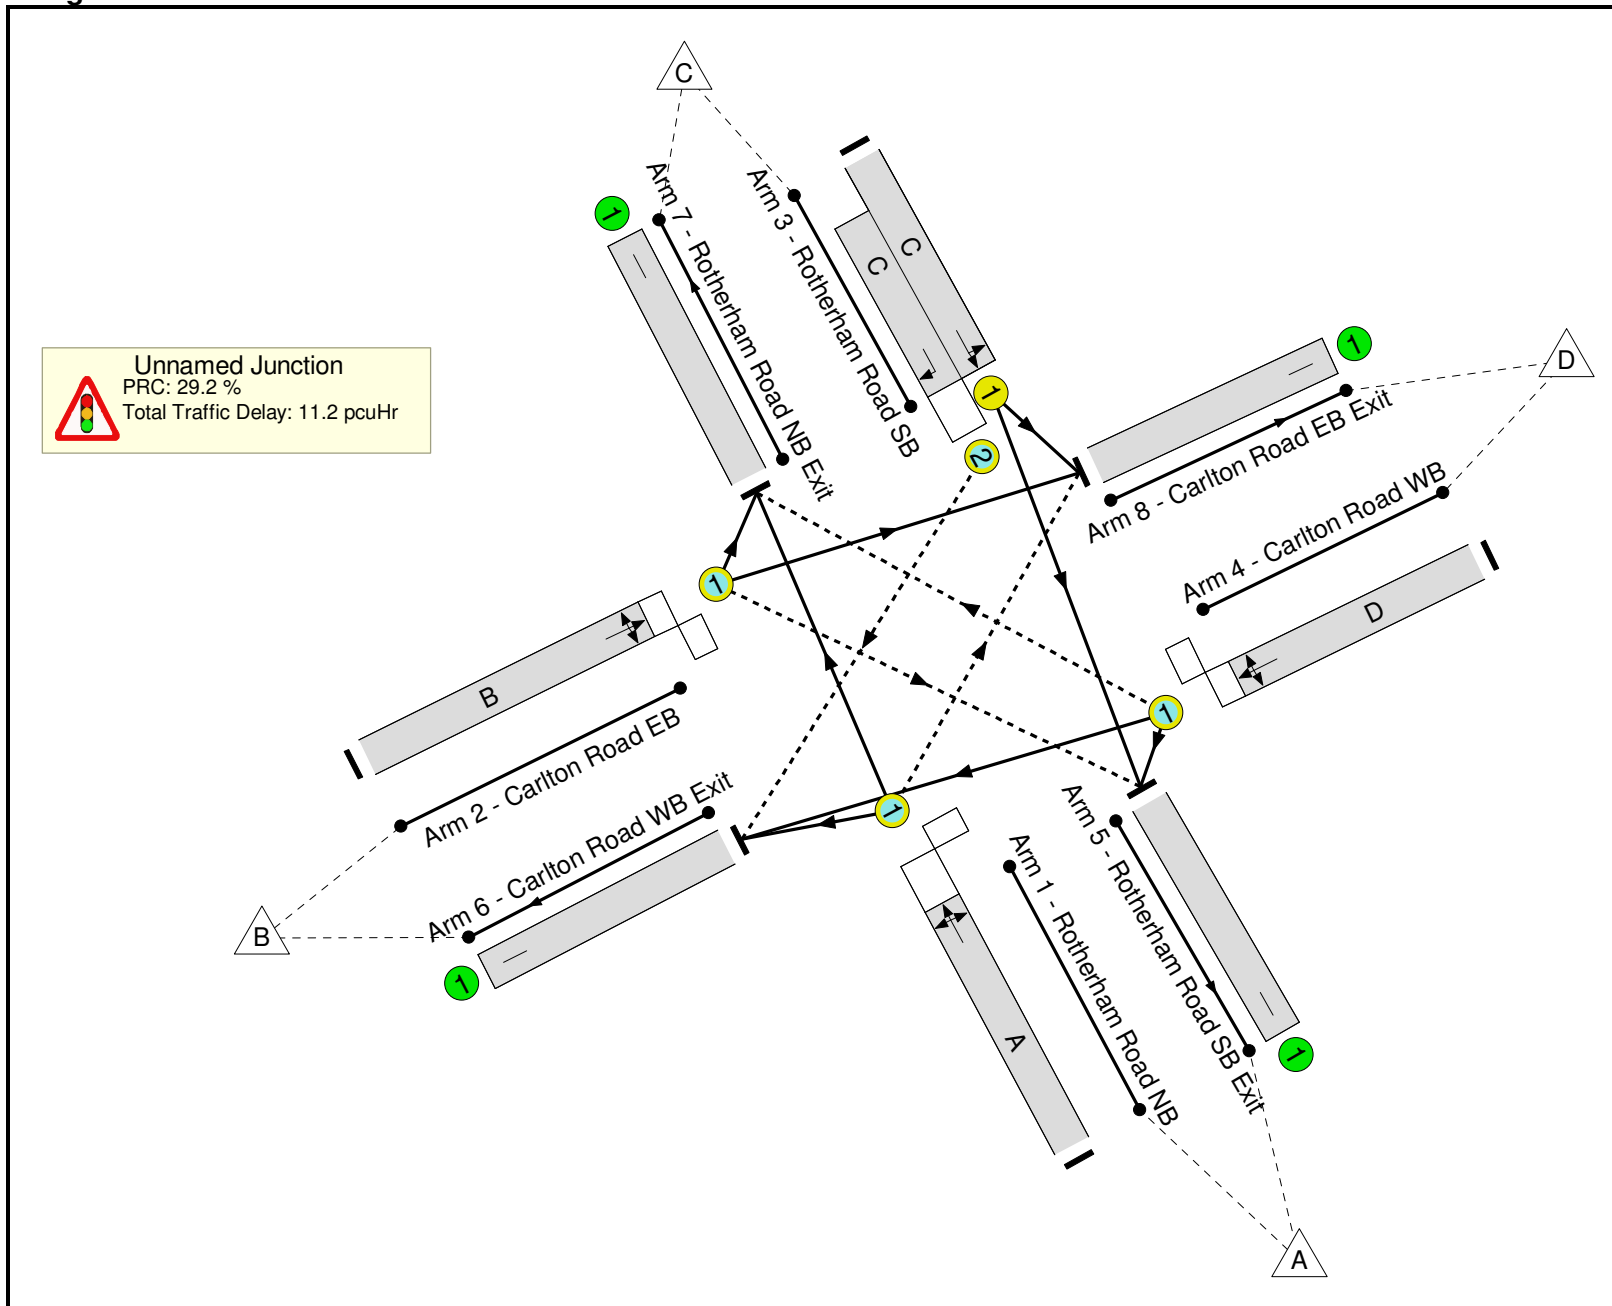 C
Arm 7 - Rotherham Road NB Exit
Arm 3 - Rotherham Road SB
C
C
1
1
2
1
D
Unnamed Junction
PRC: 29.2 %
Total Traffic Delay: 11.2 pcuHr
Arm 8 - Carlton Road EB Exit
Arm 4 - Carlton Road WB
D
1
B
Arm 2 - Carlton Road EB
1
1
Arm 6 - Carlton Road WB Exit
B
1
Arm 5 - Rotherham Road SB Exit
Arm 1 - Rotherham Road NB
A
1
A